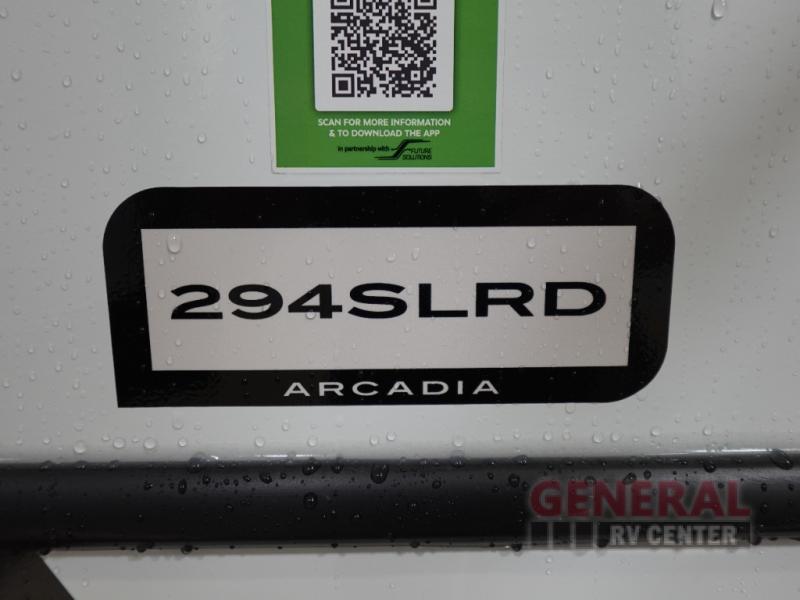 SCAN FOR MORE INFORMATION
& TO DOWNLOAD THE APP
in partnership with FUTURE
SOLUTIONS
294SLRD
ARCADIA
GENERAL
RV CENTER